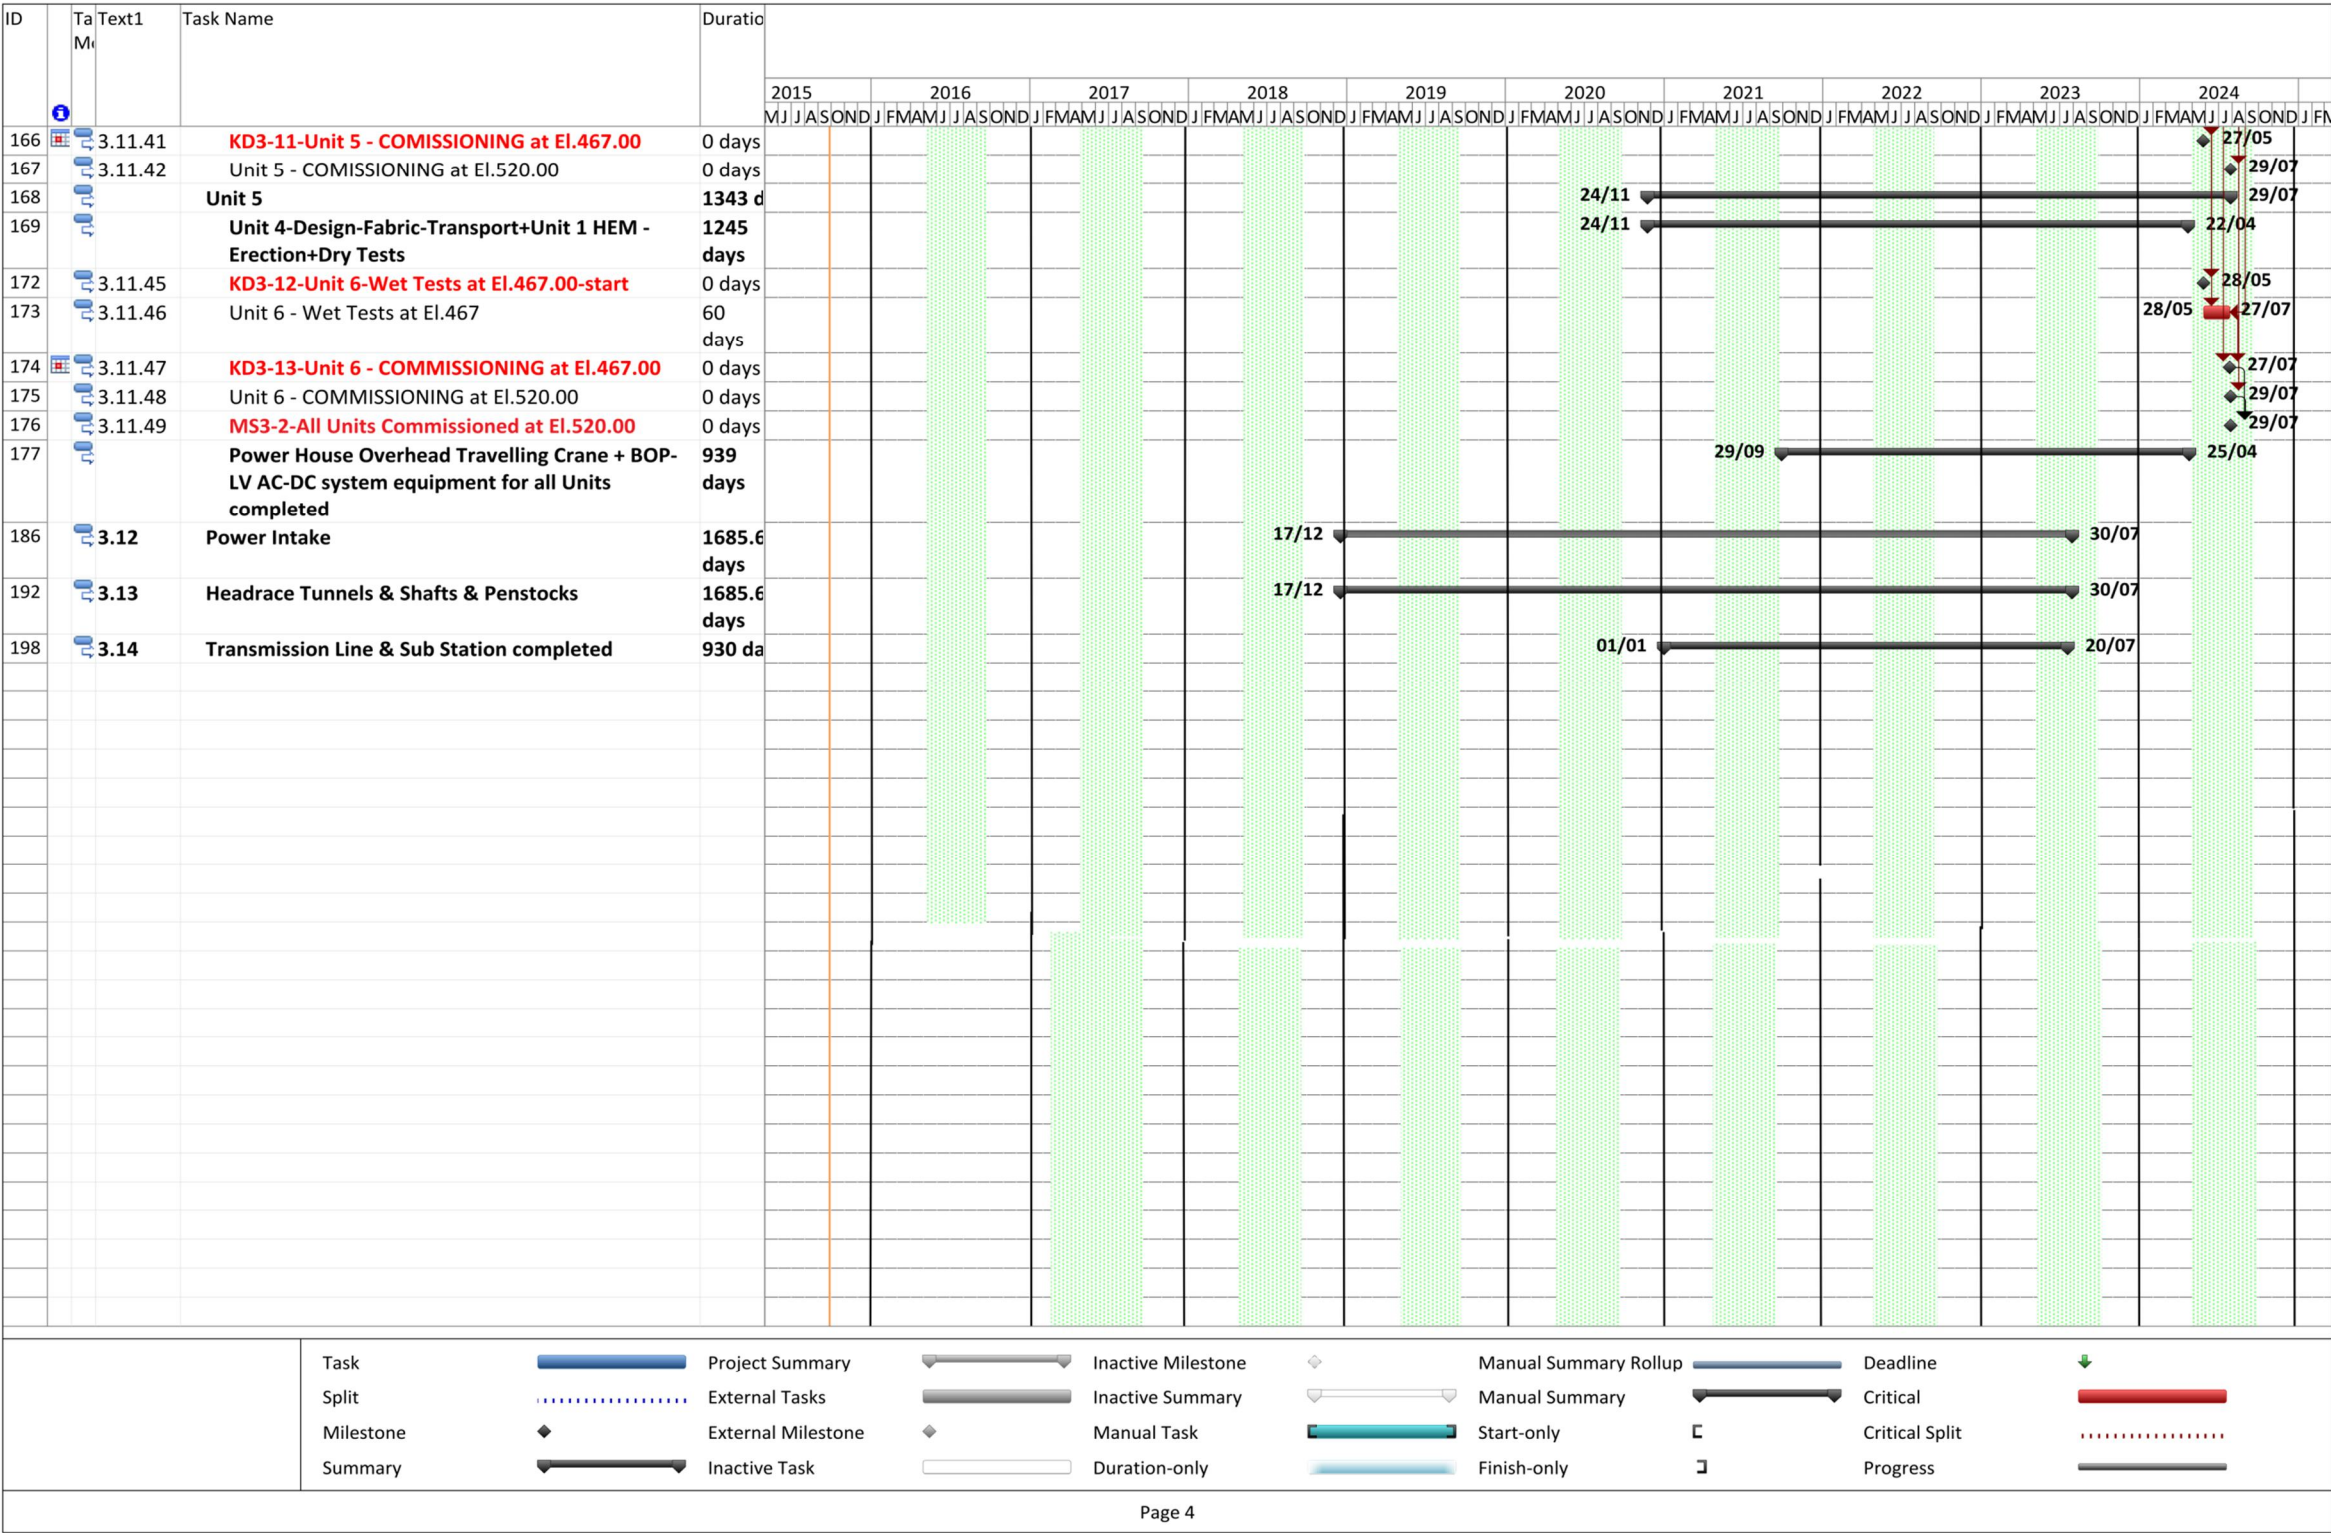 ID Ta Text1 Task Name Duratio
M
2015 2016 2017 2018 2019 2020 2021 2022 2023 2024
M J J A S O N D J F M A M J J A S O N D J F M A M J J A S O N D J F M A M J J A S O N D J F M A M J J A S O N D J F M A M J J A S O N D J F M A M J J A S O N D J F M A M J J A S O N D J F M A M J J A S O N D J F M A M J J A S O N D J F M
166 3.11.41 KD3-11-Unit 5 - COMISSIONING at El.467.00 0 days 27/05
167 3.11.42 Unit 5 - COMISSIONING at El.520.00 0 days 29/07
168 Unit 5 1343 d 24/11 29/07
169 Unit 4-Design-Fabric-Transport+Unit 1 HEM - 1245 24/11 22/04
Erection+Dry Tests days
172 3.11.45 KD3-12-Unit 6-Wet Tests at El.467.00-start 0 days 28/05
173 3.11.46 Unit 6 - Wet Tests at El.467 60 28/05 27/07
days
174 3.11.47 KD3-13-Unit 6 - COMMISSIONING at El.467.00 0 days 27/07
175 3.11.48 Unit 6 - COMMISSIONING at El.520.00 0 days 29/07
176 3.11.49 MS3-2-All Units Commissioned at El.520.00 0 days 29/07
177 Power House Overhead Travelling Crane + BOP- 939 29/09 25/04
LV AC-DC system equipment for all Units days
completed
186 3.12 Power Intake 1685.6 17/12 30/07
days
192 3.13 Headrace Tunnels & Shafts & Penstocks 1685.6 17/12 30/07
days
198 3.14 Transmission Line & Sub Station completed 930 da 01/01 20/07
Task Project Summary Inactive Milestone Manual Summary Rollup Deadline
Split External Tasks Inactive Summary Manual Summary Critical
Milestone External Milestone Manual Task Start-only Critical Split
Summary Inactive Task Duration-only Finish-only Progress
Page 4